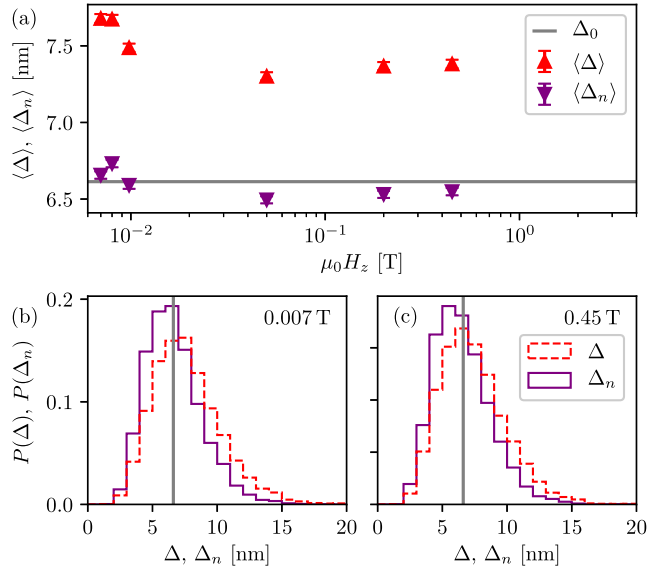 (a)
7.5
7.0
6.5
⟨Δ⟩, ⟨Δₙ⟩ [nm]
Δ₀
⟨Δ⟩
⟨Δₙ⟩
10⁻² 10⁻¹ 10⁰
μ₀H_z [T]
(b) 0.007 T
(c) 0.45 T
0.2
0.1
0.0
P(Δ), P(Δₙ)
Δ
Δₙ
0 5 10 15 20
0 5 10 15 20
Δ, Δₙ [nm]
Δ, Δₙ [nm]